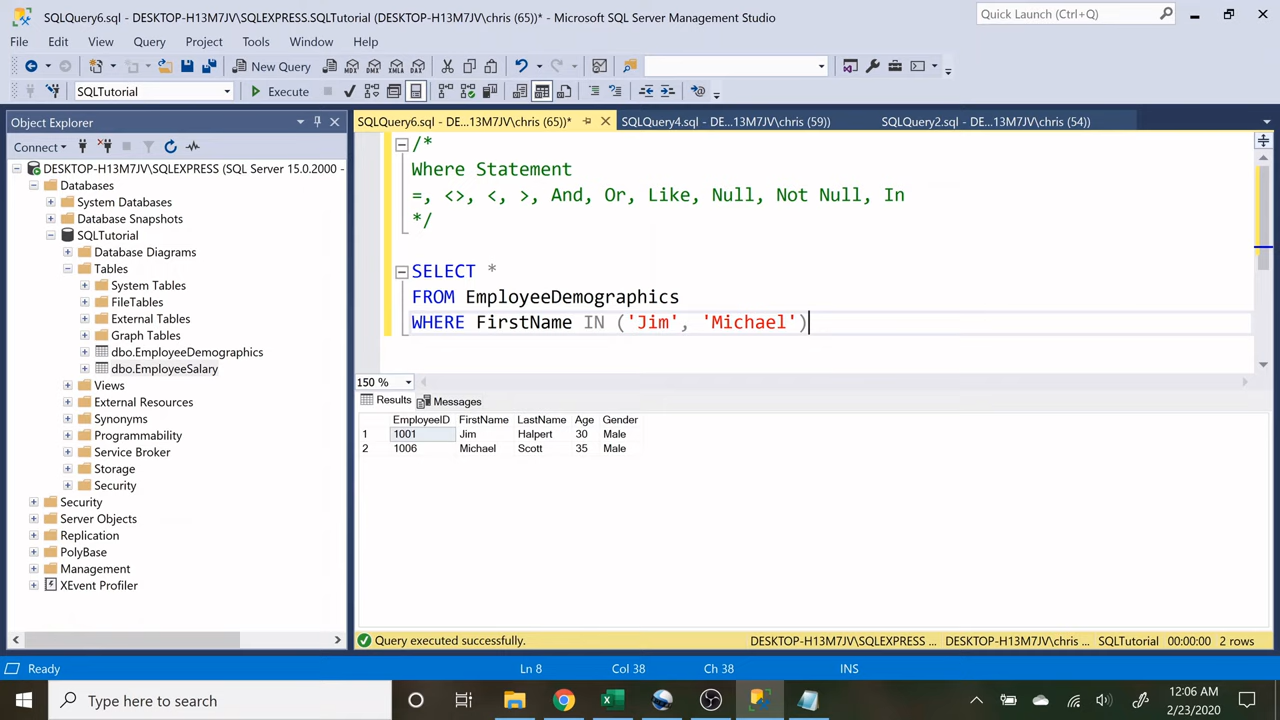 SQLQuery6.sql - DESKTOP-H13M7JV\SQLEXPRESS.SQLTutorial (DESKTOP-H13M7JV\chris (65))* - Microsoft SQL Server Management Studio
Quick Launch (Ctrl+Q)
File Edit View Query Project Tools Window Help
New Query MDX DMX XMLA DAX
SQLTutorial Execute
Object Explorer
Connect
DESKTOP-H13M7JV\SQLEXPRESS (SQL Server 15.0.2000 -
Databases
System Databases
Database Snapshots
SQLTutorial
Database Diagrams
Tables
System Tables
FileTables
External Tables
Graph Tables
dbo.EmployeeDemographics
dbo.EmployeeSalary
Views
External Resources
Synonyms
Programmability
Service Broker
Storage
Security
Security
Server Objects
Replication
PolyBase
Management
XEvent Profiler
SQLQuery6.sql - DE...13M7JV\chris (65))* SQLQuery4.sql - DE...13M7JV\chris (59)) SQLQuery2.sql - DE...13M7JV\chris (54))
/*
Where Statement
=, <>, <, >, And, Or, Like, Null, Not Null, In
*/
SELECT *
FROM EmployeeDemographics
WHERE FirstName IN ('Jim', 'Michael')
150 %
Results Messages
EmployeeID FirstName LastName Age Gender
1 1001 Jim Halpert 30 Male
2 1006 Michael Scott 35 Male
Query executed successfully. DESKTOP-H13M7JV\SQLEXPRESS ... DESKTOP-H13M7JV\chris ... SQLTutorial 00:00:00 2 rows
Ready Ln 8 Col 38 Ch 38 INS
Type here to search
12:06 AM
2/23/2020